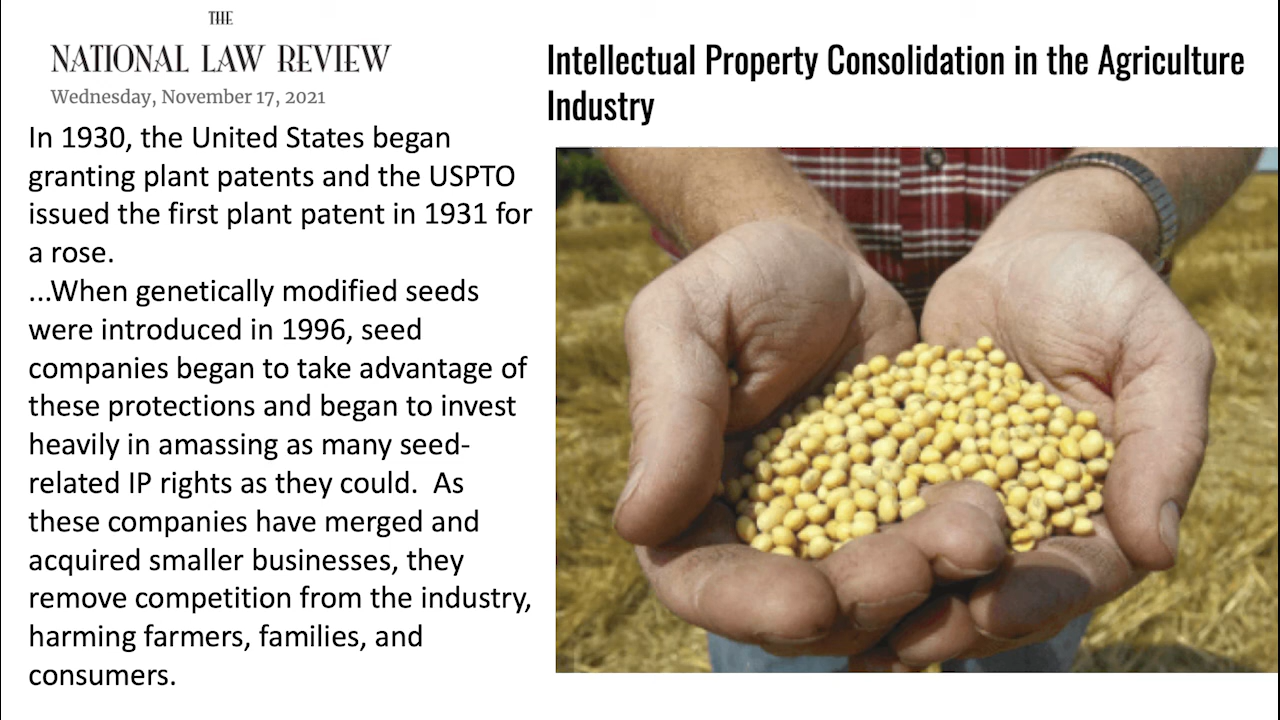 THE
NATIONAL LAW REVIEW
Wednesday, November 17, 2021
Intellectual Property Consolidation in the Agriculture
Industry
In 1930, the United States began
granting plant patents and the USPTO
issued the first plant patent in 1931 for
a rose.
...When genetically modified seeds
were introduced in 1996, seed
companies began to take advantage of
these protections and began to invest
heavily in amassing as many seed-
related IP rights as they could.  As
these companies have merged and
acquired smaller businesses, they
remove competition from the industry,
harming farmers, families, and
consumers.